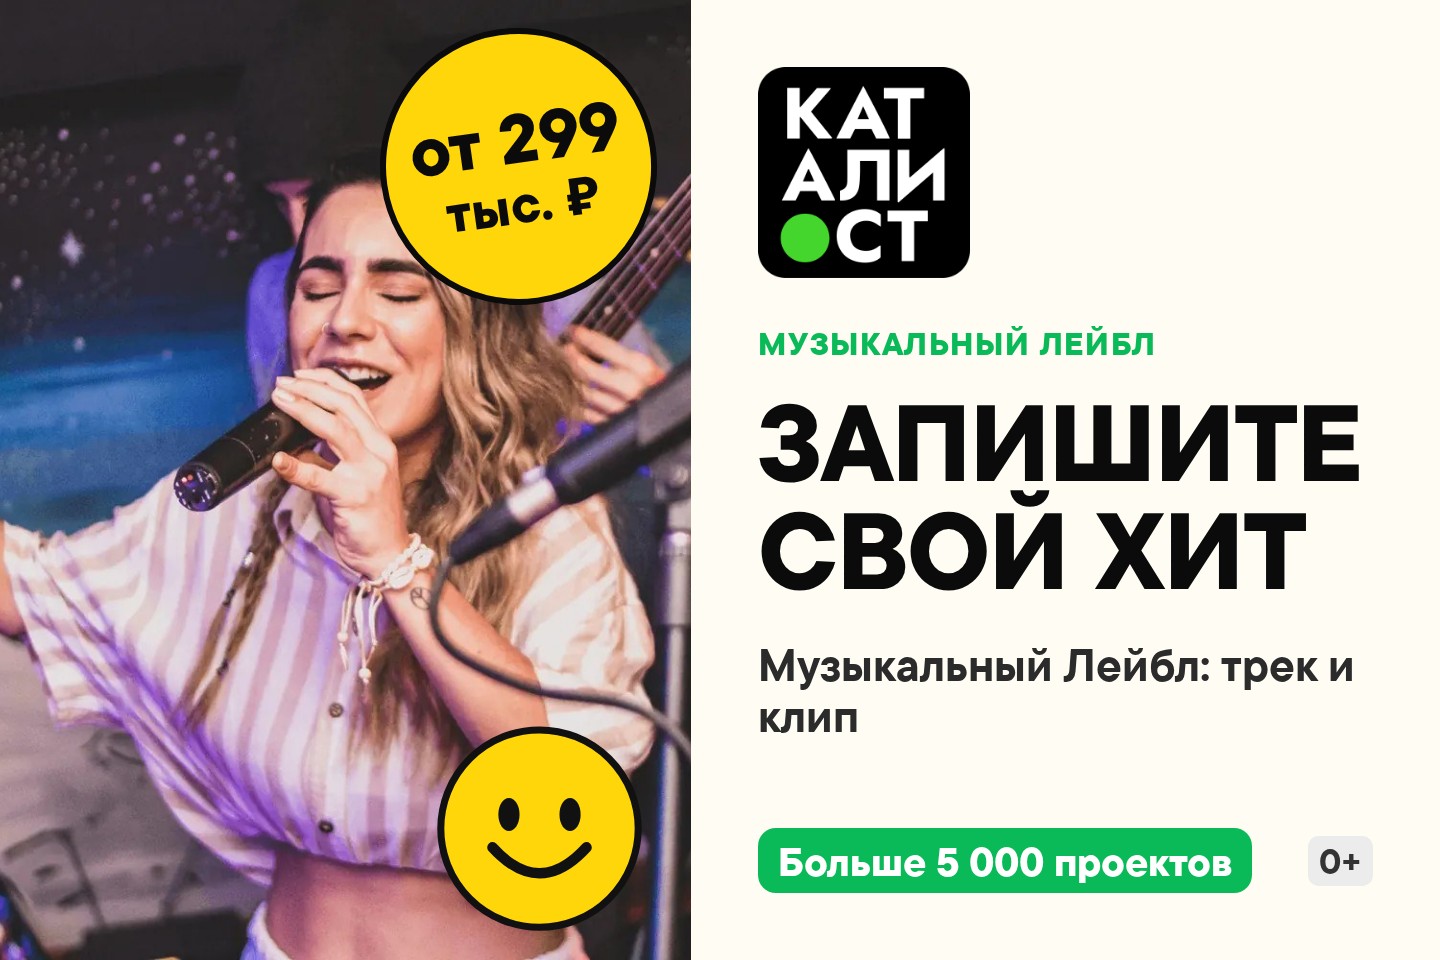 от 299
тыс. ₽
КАТ
АЛИ
СТ
МУЗЫКАЛЬНЫЙ ЛЕЙБЛ
ЗАПИШИТЕ
СВОЙ ХИТ
Музыкальный Лейбл: трек и
клип
Больше 5 000 проектов
0+